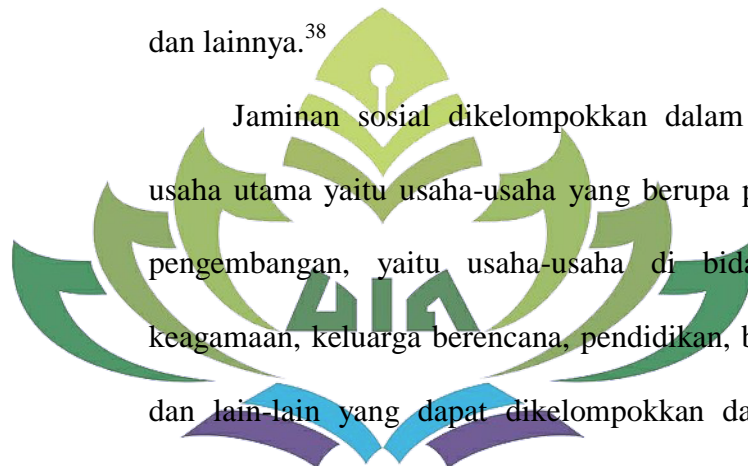 dan lainnya.38
Jaminan sosial dikelompokkan dalam
usaha utama yaitu usaha-usaha yang berupa
pengembangan, yaitu usaha-usaha di
keagamaan, keluarga berencana, pendidikan,
UIN
dan lain-lain yang dapat dikelompokkan